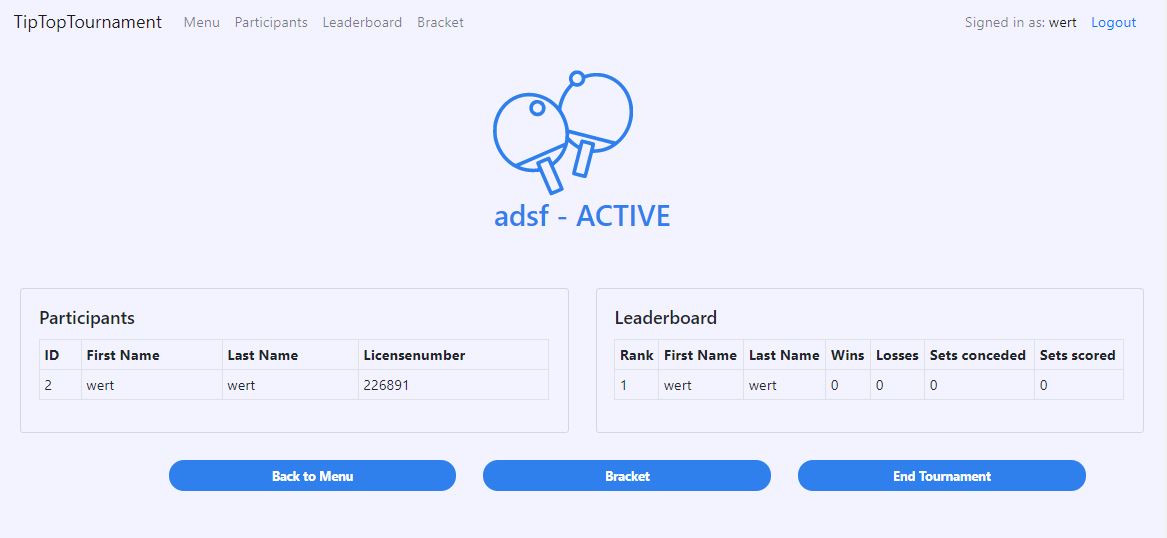 TipTopTournament Menu Participants Leaderboard Bracket Signed in as: wert Logout
adsf - ACTIVE
Participants
ID First Name Last Name Licensenumber
2 wert wert 226891
Leaderboard
Rank First Name Last Name Wins Losses Sets conceded Sets scored
1 wert wert 0 0 0 0
Back to Menu Bracket End Tournament